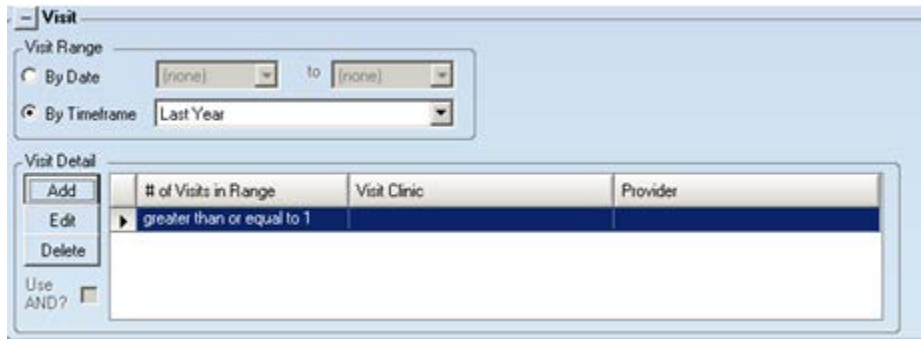 Visit
Visit Range
By Date (none) to (none)
By Timeframe Last Year
Visit Detail
Add # of Visits in Range Visit Clinic Provider
Edit greater than or equal to 1
Delete
Use
AND?